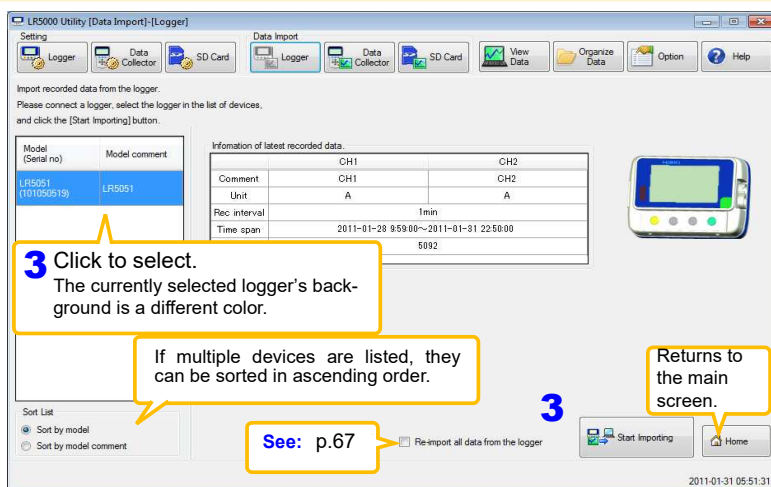 LR5000 Utility [Data Import]-[Logger]
Setting
Data Import
Logger
Data Collector
SD Card
Logger
Data Collector
SD Card
View Data
Organize Data
Option
Help
Import recorded data from the logger.
Please connect a logger, select the logger in the list of devices,
and click the [Start Importing] button.
Model (Serial no) Model comment
LR5051 (101050519) LR5051
Infomation of latest recorded data.
CH1 CH2
Comment CH1 CH2
Unit A A
Rec interval 1min
Time span 2011-01-28 9:59:00~2011-01-31 22:50:00
5092
HIOKI
3 Click to select.
The currently selected logger's back-
ground is a different color.
If multiple devices are listed, they
can be sorted in ascending order.
Returns to
the main
screen.
Sort List
Sort by model
Sort by model comment
See: p.67
Re-import all data from the logger
3
Start Importing
Home
2011-01-31 05:51:31